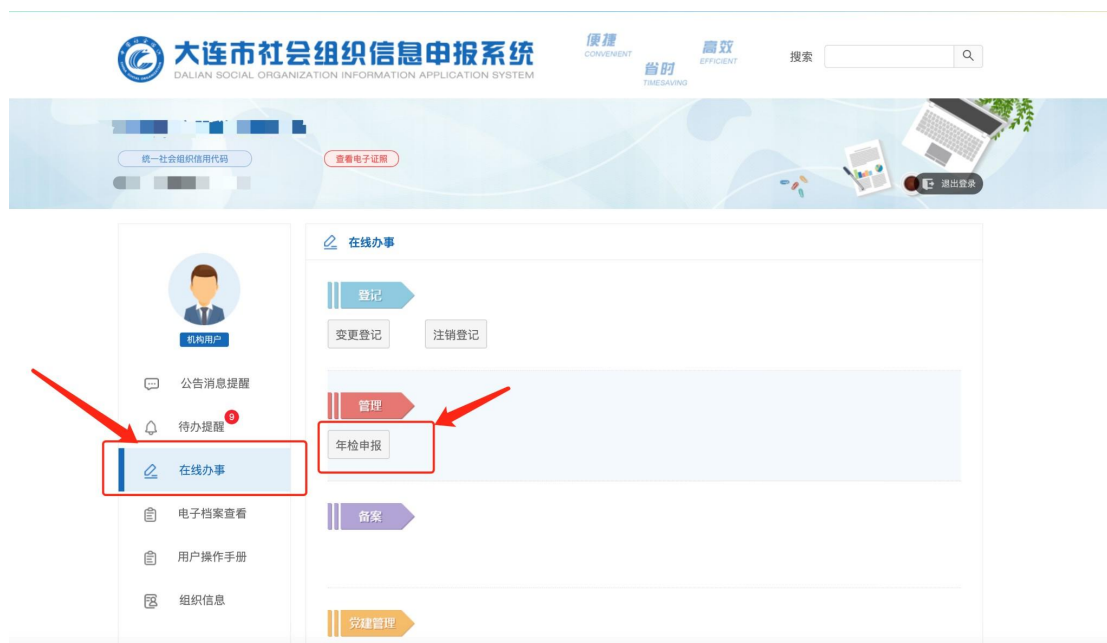 大连市社会组织信息申报系统
DALIAN SOCIAL ORGANIZATION INFORMATION APPLICATION SYSTEM
便捷
CONVENIENT
省时
TIMESAVING
高效
EFFICIENT
搜索
统一社会组织信用代码
查看电子证照
退出登录
机构用户
公告消息提醒
待办提醒
9
在线办事
电子档案查看
用户操作手册
组织信息
在线办事
登记
变更登记 注销登记
管理
年检申报
备案
党建管理